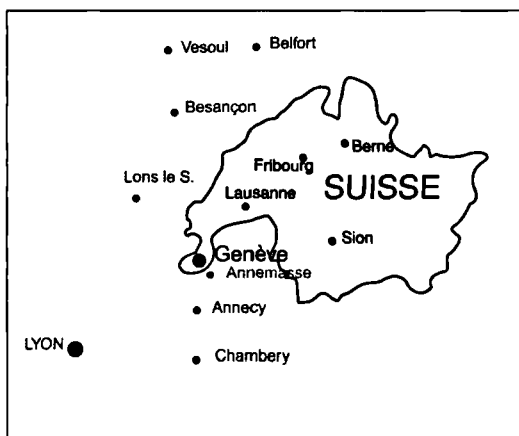 Vesoul
Belfort
Besançon
Berne
Fribourg
Lons le S.
Lausanne
SUISSE
Sion
Genève
Annemasse
Annecy
LYON
Chambery